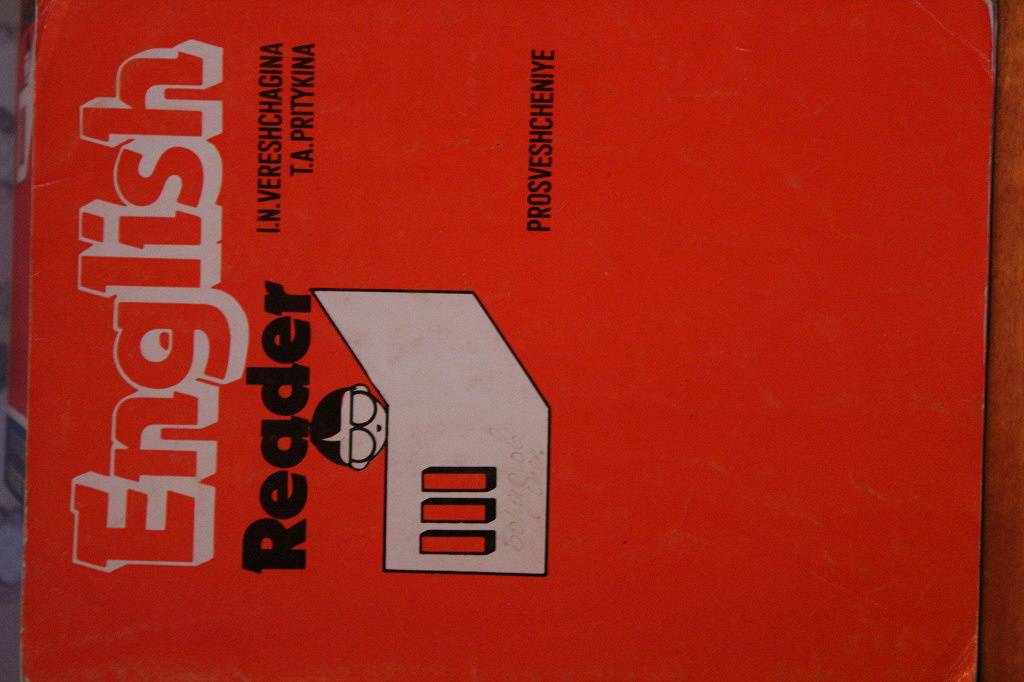 English
Reader
III
I.N.VERESHCHAGINA
T.A.PRITYKINA
PROSVESHCHENIYE